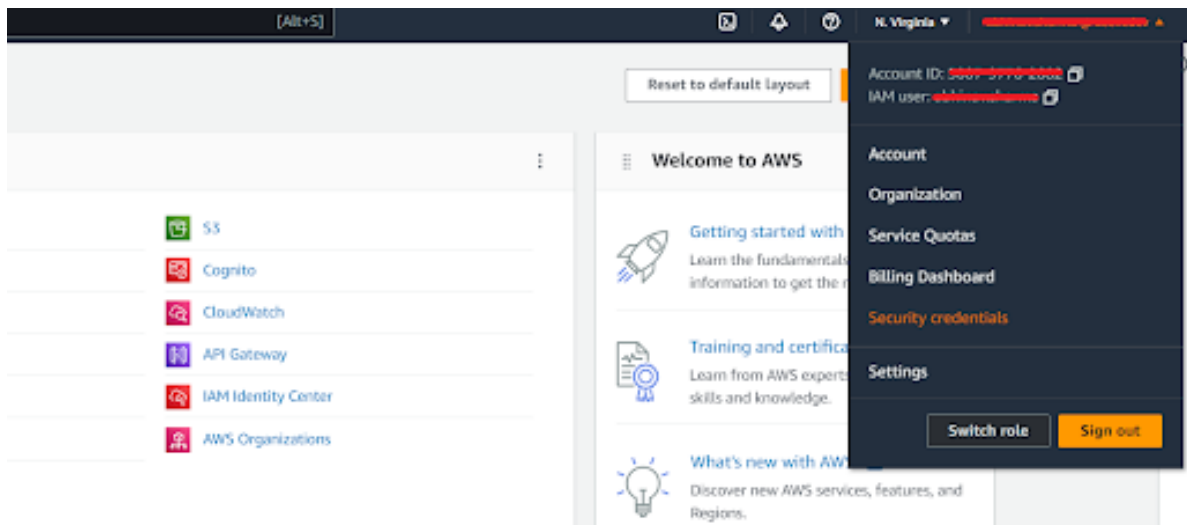 [Alt+S]
N. Virginia
Account ID:
IAM user:
Reset to default layout
Account
Organization
Service Quotas
Billing Dashboard
Security credentials
Settings
Switch role
Sign out
Welcome to AWS
S3
Cognito
CloudWatch
API Gateway
IAM Identity Center
AWS Organizations
Getting started with
Learn the fundamentals
information to get the
Training and certifica
Learn from AWS experts
skills and knowledge.
What's new with AW
Discover new AWS services, features, and
Regions.